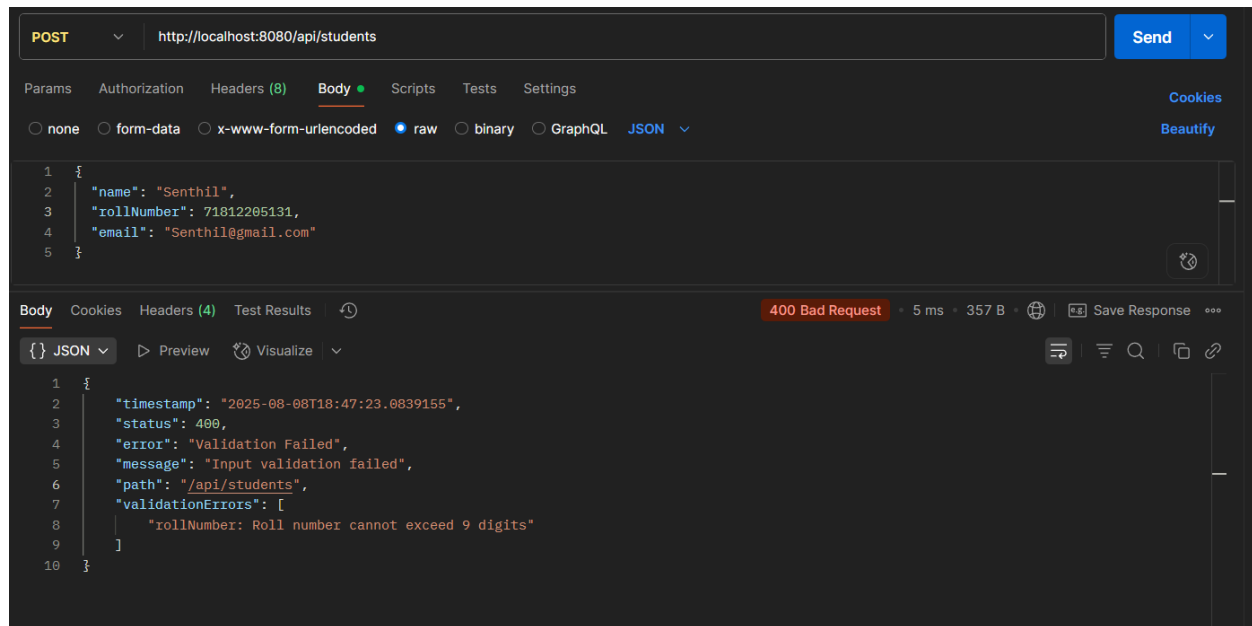 POST http://localhost:8080/api/students Send
Params Authorization Headers (8) Body Scripts Tests Settings Cookies
none form-data x-www-form-urlencoded raw binary GraphQL JSON Beautify
1 {
2 "name": "Senthil",
3 "rollNumber": 71812205131,
4 "email": "Senthil@gmail.com"
5 }
Body Cookies Headers (4) Test Results 400 Bad Request 5 ms 357 B e.g. Save Response
{} JSON Preview Visualize
1 {
2 "timestamp": "2025-08-08T18:47:23.0839155",
3 "status": 400,
4 "error": "Validation Failed",
5 "message": "Input validation failed",
6 "path": "/api/students",
7 "validationErrors": [
8 "rollNumber: Roll number cannot exceed 9 digits"
9 ]
10 }